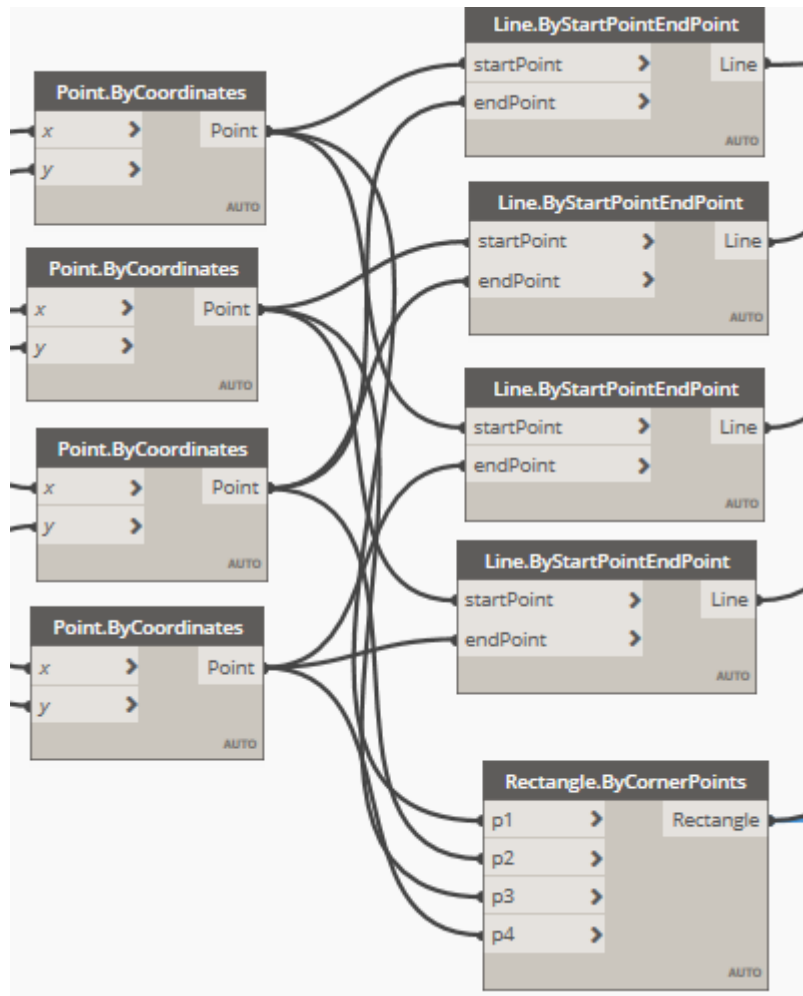 Point.ByCoordinates
x > Point
y >
AUTO
Point.ByCoordinates
x > Point
y >
AUTO
Point.ByCoordinates
x > Point
y >
AUTO
Point.ByCoordinates
x > Point
y >
AUTO
Line.ByStartPointEndPoint
startPoint > Line
endPoint >
AUTO
Line.ByStartPointEndPoint
startPoint > Line
endPoint >
AUTO
Line.ByStartPointEndPoint
startPoint > Line
endPoint >
AUTO
Line.ByStartPointEndPoint
startPoint > Line
endPoint >
AUTO
Rectangle.ByCornerPoints
p1 > Rectangle
p2 >
p3 >
p4 >
AUTO